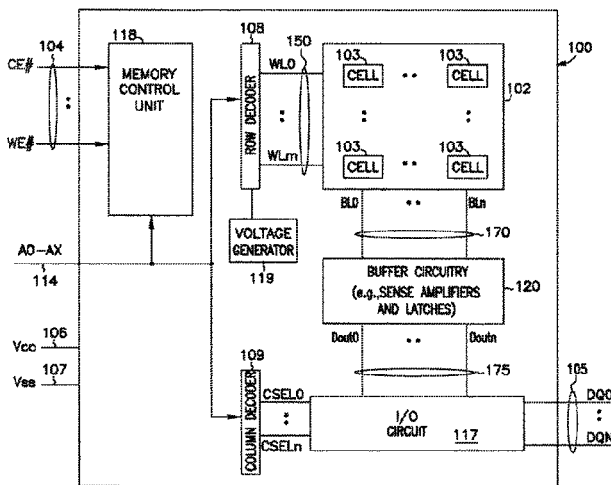 104
118
108
150
100
CE#
MEMORY
CONTROL
UNIT
WE#
ROW DECODER
WL0
WLm
103
CELL
103
CELL
102
103
CELL
103
CELL
VOLTAGE
GENERATOR
119
A0-AX
114
BL0
BLn
170
BUFFER CIRCUITRY
(e.g.,SENSE AMPLIFIERS
AND LATCHES)
120
Vcc
106
Vss
107
Dout0
Doutn
175
109
COLUMN DECODER
CSEL0
CSELn
I/O
CIRCUIT
117
105
DQ0
DQN